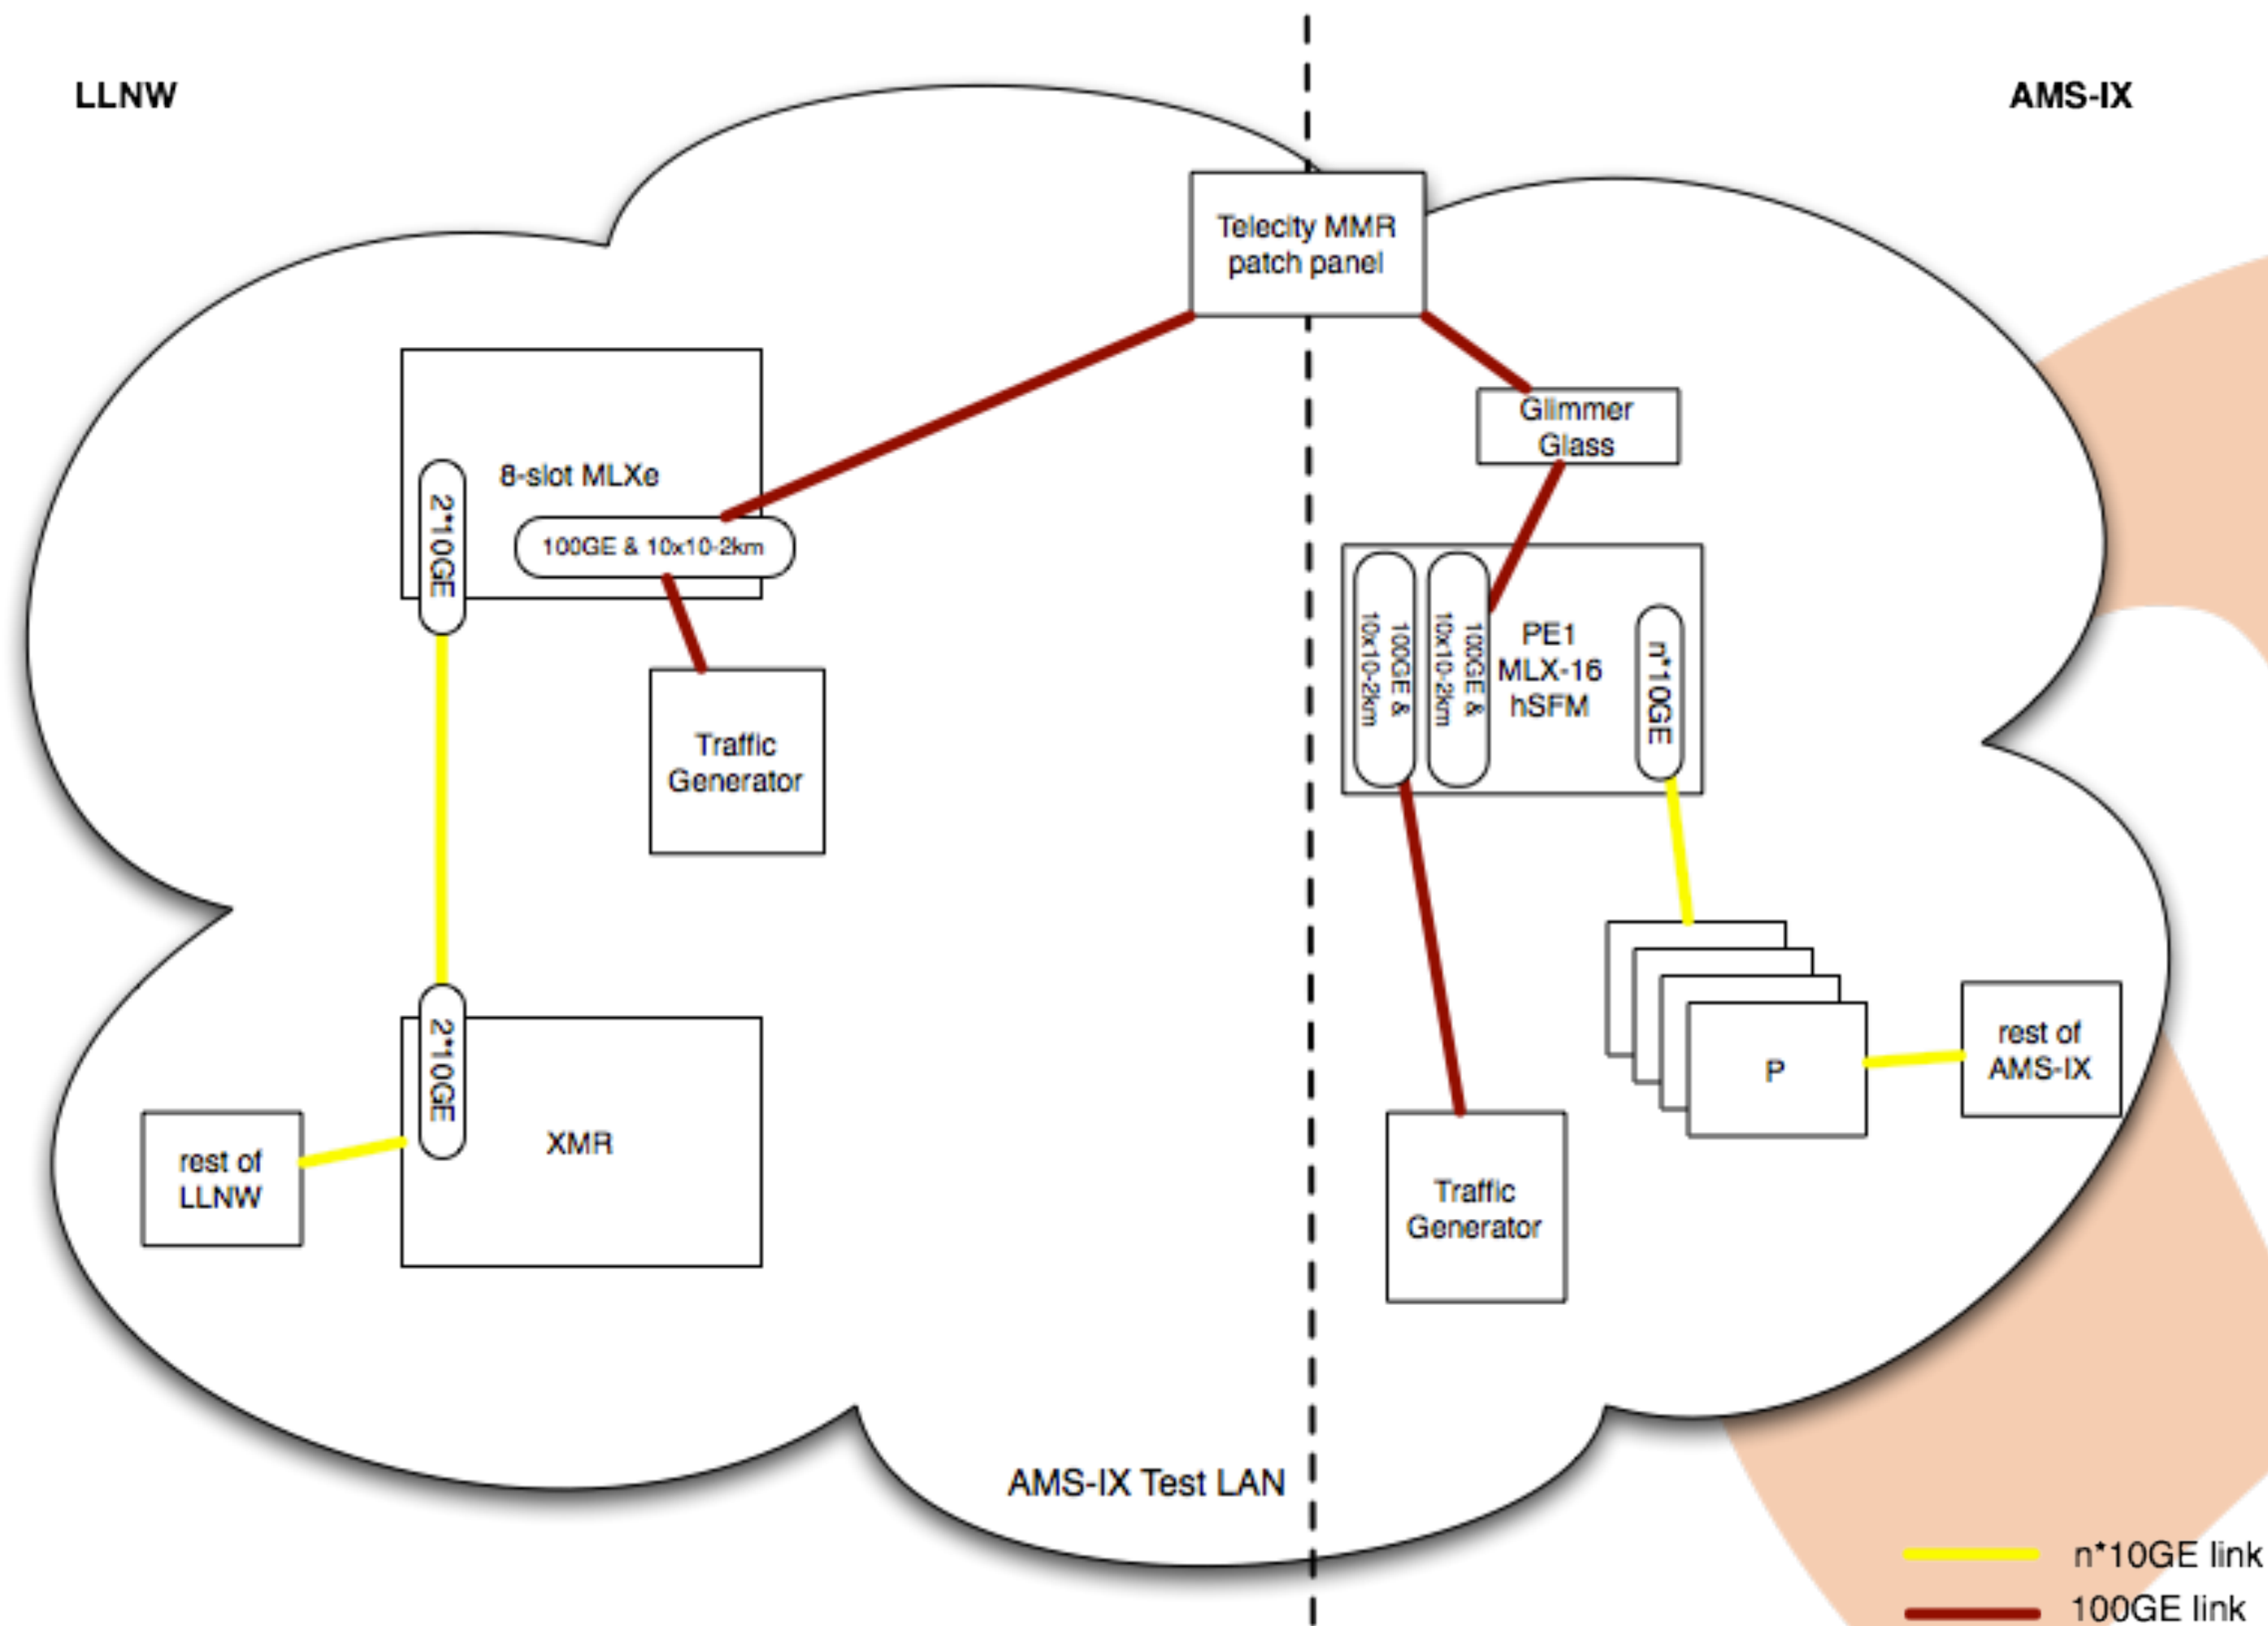 LLNW
AMS-IX
Telecity MMR
patch panel
Glimmer
Glass
8-slot MLXe
2*10GE
100GE & 10x10-2km
100GE &
10x10-2km
100GE &
10x10-2km
PE1
MLX-16
hSFM
n*10GE
Traffic
Generator
2*10GE
XMR
rest of
LLNW
P
rest of
AMS-IX
Traffic
Generator
AMS-IX Test LAN
n*10GE link
100GE link